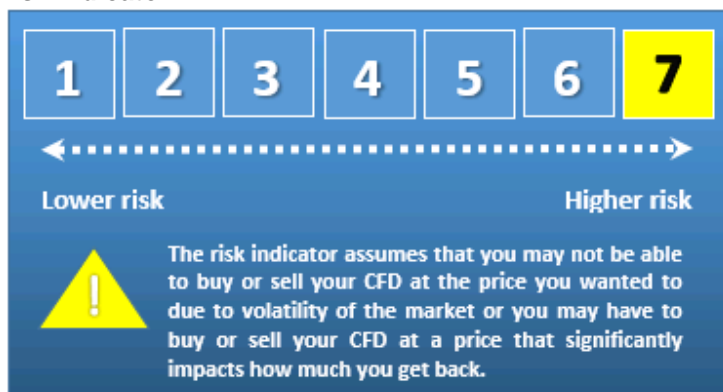 1 2 3 4 5 6 7
Lower risk Higher risk
!
The risk indicator assumes that you may not be able
to buy or sell your CFD at the price you wanted to
due to volatility of the market or you may have to
buy or sell your CFD at a price that significantly
impacts how much you get back.